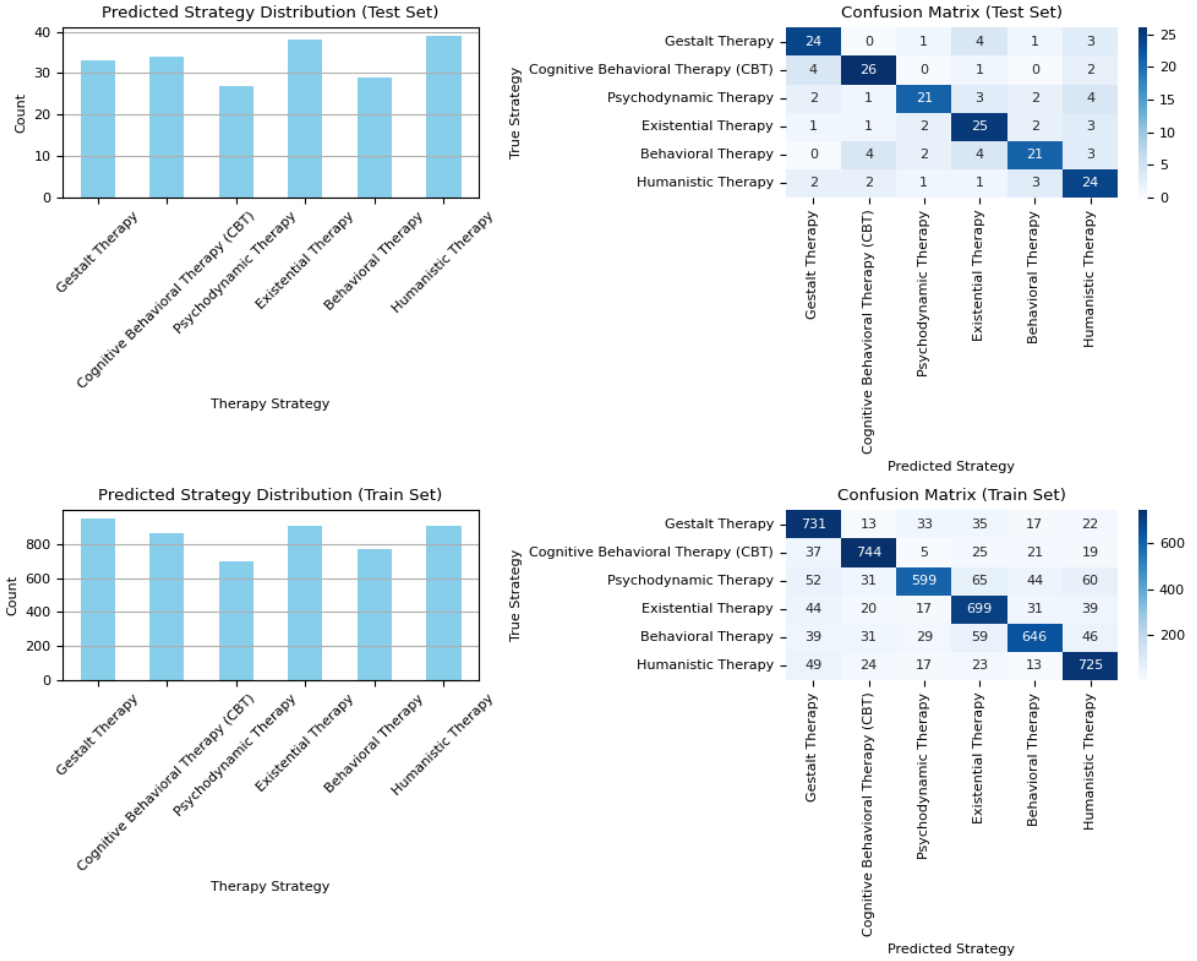 Predicted Strategy Distribution (Test Set)
Count
40
30
20
10
0
Gestalt Therapy
Cognitive Behavioral Therapy (CBT)
Psychodynamic Therapy
Existential Therapy
Behavioral Therapy
Humanistic Therapy
Therapy Strategy
Confusion Matrix (Test Set)
True Strategy
Gestalt Therapy 24 0 1 4 1 3
Cognitive Behavioral Therapy (CBT) 4 26 0 1 0 2
Psychodynamic Therapy 2 1 21 3 2 4
Existential Therapy 1 1 2 25 2 3
Behavioral Therapy 0 4 2 4 21 3
Humanistic Therapy 2 2 1 1 3 24
Gestalt Therapy
Cognitive Behavioral Therapy (CBT)
Psychodynamic Therapy
Existential Therapy
Behavioral Therapy
Humanistic Therapy
Predicted Strategy
25
20
15
10
5
0
Predicted Strategy Distribution (Train Set)
Count
800
600
400
200
0
Gestalt Therapy
Cognitive Behavioral Therapy (CBT)
Psychodynamic Therapy
Existential Therapy
Behavioral Therapy
Humanistic Therapy
Therapy Strategy
Confusion Matrix (Train Set)
True Strategy
Gestalt Therapy 731 13 33 35 17 22
Cognitive Behavioral Therapy (CBT) 37 744 5 25 21 19
Psychodynamic Therapy 52 31 599 65 44 60
Existential Therapy 44 20 17 699 31 39
Behavioral Therapy 39 31 29 59 646 46
Humanistic Therapy 49 24 17 23 13 725
Gestalt Therapy
Cognitive Behavioral Therapy (CBT)
Psychodynamic Therapy
Existential Therapy
Behavioral Therapy
Humanistic Therapy
Predicted Strategy
600
400
200